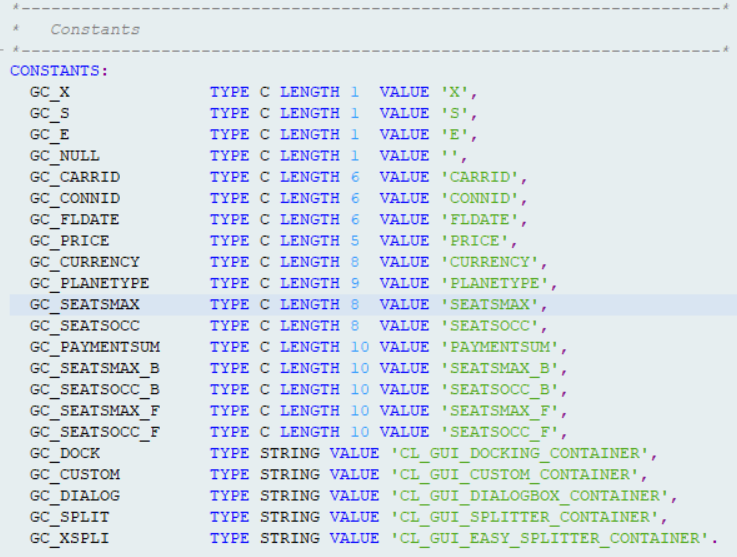 *----------------------------------------------------------------------*
*   Constants
*----------------------------------------------------------------------*
CONSTANTS:
  GC_X              TYPE C LENGTH 1  VALUE 'X',
  GC_S              TYPE C LENGTH 1  VALUE 'S',
  GC_E              TYPE C LENGTH 1  VALUE 'E',
  GC_NULL           TYPE C LENGTH 1  VALUE '',
  GC_CARRID         TYPE C LENGTH 6  VALUE 'CARRID',
  GC_CONNID         TYPE C LENGTH 6  VALUE 'CONNID',
  GC_FLDATE         TYPE C LENGTH 6  VALUE 'FLDATE',
  GC_PRICE          TYPE C LENGTH 5  VALUE 'PRICE',
  GC_CURRENCY       TYPE C LENGTH 8  VALUE 'CURRENCY',
  GC_PLANETYPE      TYPE C LENGTH 9  VALUE 'PLANETYPE',
  GC_SEATSMAX       TYPE C LENGTH 8  VALUE 'SEATSMAX',
  GC_SEATSOCC       TYPE C LENGTH 8  VALUE 'SEATSOCC',
  GC_PAYMENTSUM     TYPE C LENGTH 10 VALUE 'PAYMENTSUM',
  GC_SEATSMAX_B     TYPE C LENGTH 10 VALUE 'SEATSMAX_B',
  GC_SEATSOCC_B     TYPE C LENGTH 10 VALUE 'SEATSOCC_B',
  GC_SEATSMAX_F     TYPE C LENGTH 10 VALUE 'SEATSMAX_F',
  GC_SEATSOCC_F     TYPE C LENGTH 10 VALUE 'SEATSOCC_F',
  GC_DOCK           TYPE STRING VALUE 'CL_GUI_DOCKING_CONTAINER',
  GC_CUSTOM         TYPE STRING VALUE 'CL_GUI_CUSTOM_CONTAINER',
  GC_DIALOG         TYPE STRING VALUE 'CL_GUI_DIALOGBOX_CONTAINER',
  GC_SPLIT          TYPE STRING VALUE 'CL_GUI_SPLITTER_CONTAINER',
  GC_XSPLI          TYPE STRING VALUE 'CL_GUI_EASY_SPLITTER_CONTAINER'.